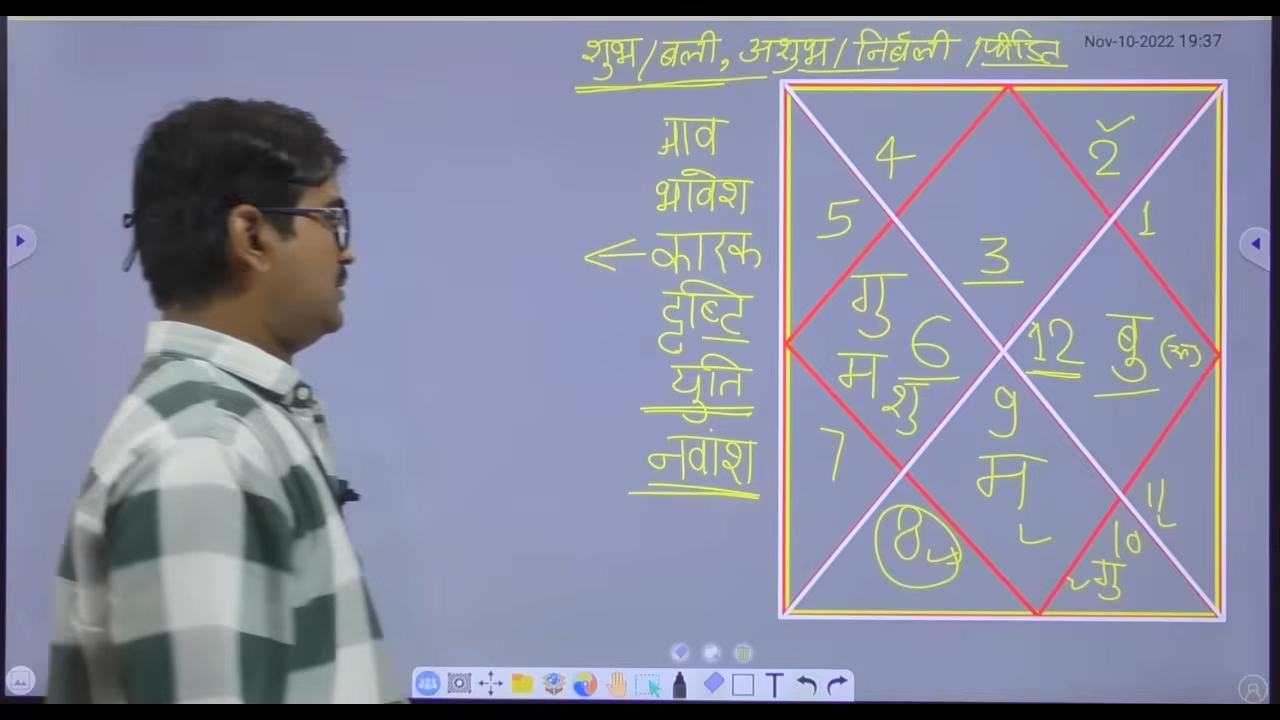 शुभ/बली, अशुभ/निर्बली/पीडित
Nov-10-2022 19:37
भाव
भावेश
कारक
दृष्टि
युति
नवांश
4
2
5
1
3
गु
6
म
शु
12
बु
9
म
7
8
11
10
गु
T